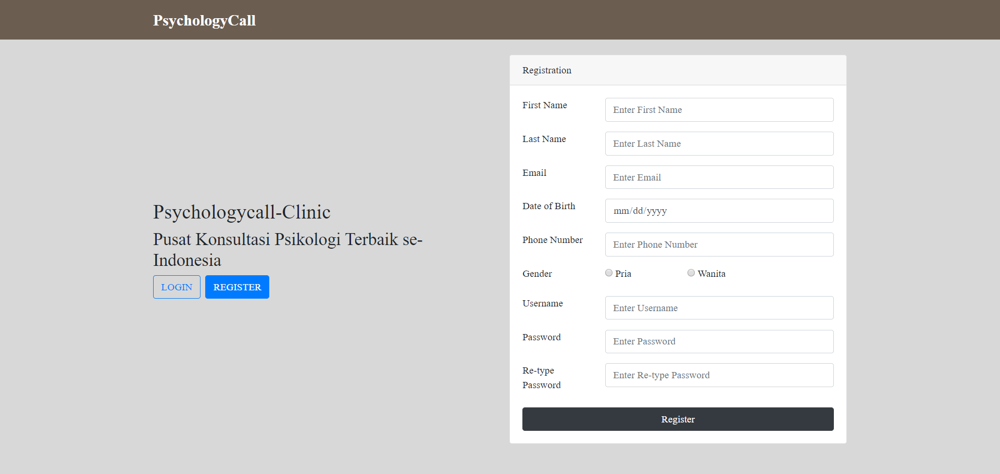 PsychologyCall
Psychologycall-Clinic
Pusat Konsultasi Psikologi Terbaik se-
Indonesia
LOGIN REGISTER
Registration
First Name Enter First Name
Last Name Enter Last Name
Email Enter Email
Date of Birth mm/dd/yyyy
Phone Number Enter Phone Number
Gender Pria Wanita
Username Enter Username
Password Enter Password
Re-type
Password
Enter Re-type Password
Register